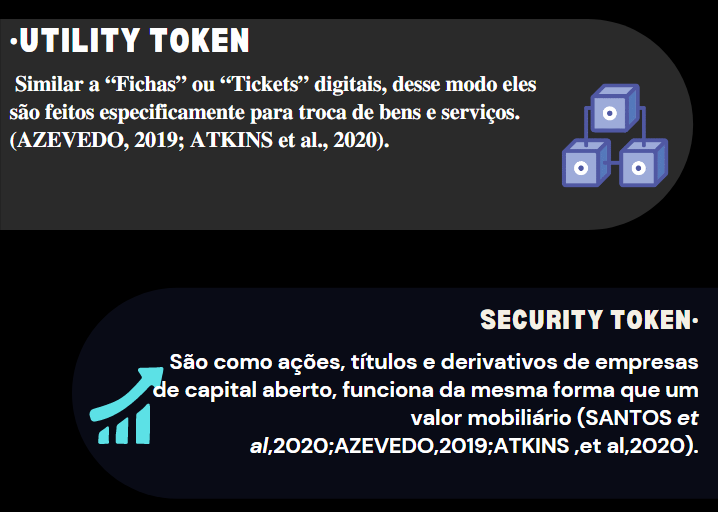 ·UTILITY TOKEN
Similar a “Fichas” ou “Tickets” digitais, desse modo eles
são feitos especificamente para troca de bens e serviços.
(AZEVEDO, 2019; ATKINS et al., 2020).
SECURITY TOKEN·
São como ações, títulos e derivativos de empresas
de capital aberto, funciona da mesma forma que um
valor mobiliário (SANTOS et
al,2020;AZEVEDO,2019;ATKINS ,et al,2020).